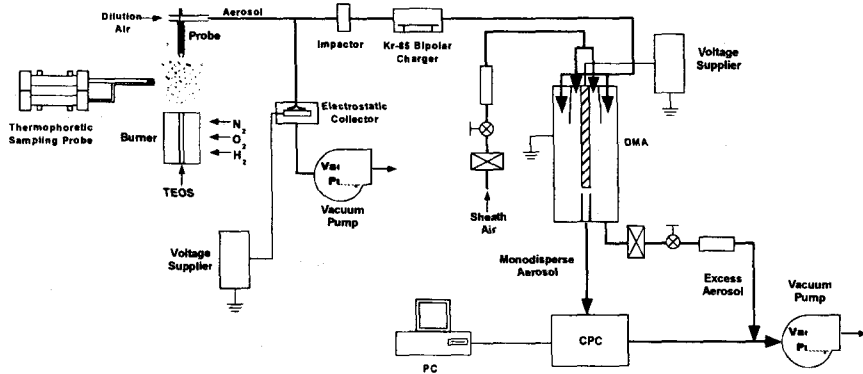 Dilution
Air
Aerosol
Probe
Impactor
Kr-85 Bipolar
Charger
Voltage
Supplier
Thermophoretic
Sampling Probe
Burner
N2
O2
H2
TEOS
Electrostatic
Collector
Vacuum
Pump
Voltage
Supplier
Sheath
Air
DMA
Monodisperse
Aerosol
Excess
Aerosol
Vacuum
Pump
PC
CPC